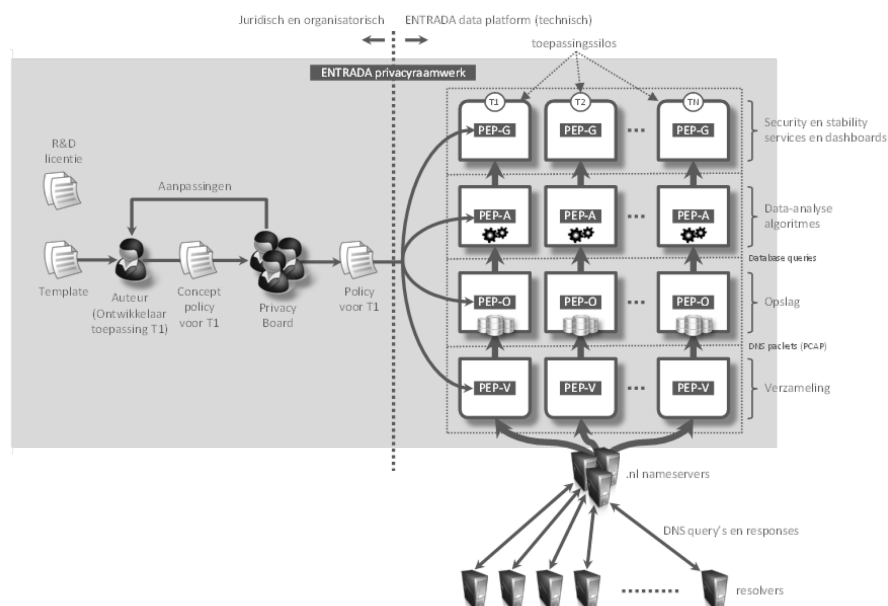 Juridisch en organisatorisch
ENTRADA data platform (technisch)
toepassingssilos
ENTRADA privacyraamwerk
T1
T2
TN
PEP-G
PEP-G
...
PEP-G
Security en stability
services en dashboards
R&D
licentie
Aanpassingen
PEP-A
PEP-A
...
PEP-A
Data-analyse
algoritmes
Database queries
Template
Auteur
(Ontwikkelaar
toepassing T1)
Concept
policy
voor T1
Privacy
Board
Policy
voor T1
PEP-O
PEP-O
...
PEP-O
Opslag
DNS packets (PCAP)
PEP-V
PEP-V
...
PEP-V
Verzameling
.nl nameservers
DNS query's en responses
resolvers